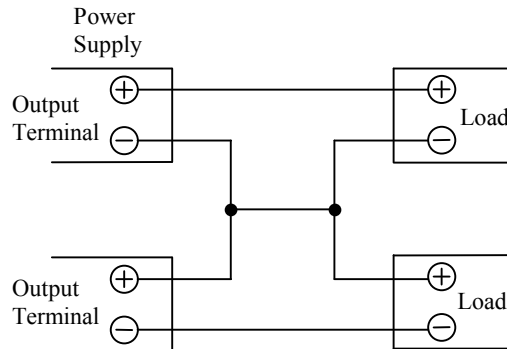 Power
Supply
Output
Terminal
+
−
+
−
Load
Output
Terminal
+
−
+
−
Load